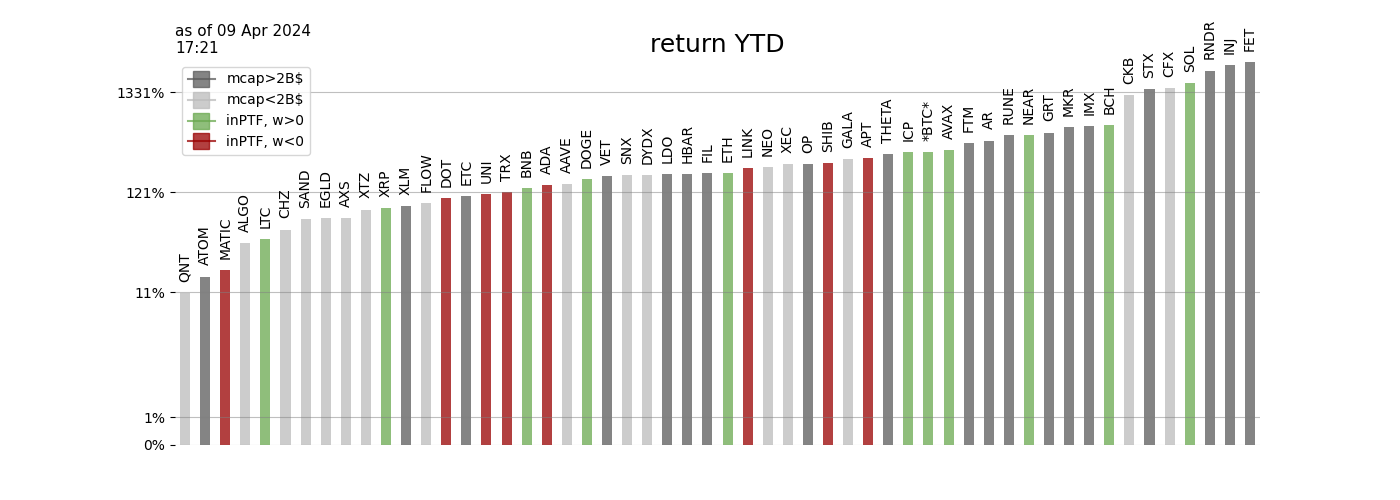 as of 09 Apr 2024
17:21
return YTD
mcap>2B$
mcap<2B$
inPTF, w>0
inPTF, w<0
1331%
121%
11%
1%
0%
QNT
ATOM
MATIC
ALGO
LTC
CHZ
SAND
EGLD
AXS
XTZ
XRP
XLM
FLOW
DOT
ETC
UNI
TRX
BNB
ADA
AAVE
DOGE
VET
SNX
DYDX
LDO
HBAR
FIL
ETH
LINK
NEO
XEC
OP
SHIB
GALA
APT
THETA
ICP
*BTC*
AVAX
FTM
AR
RUNE
NEAR
GRT
MKR
IMX
BCH
CKB
STX
CFX
SOL
RNDR
INJ
FET